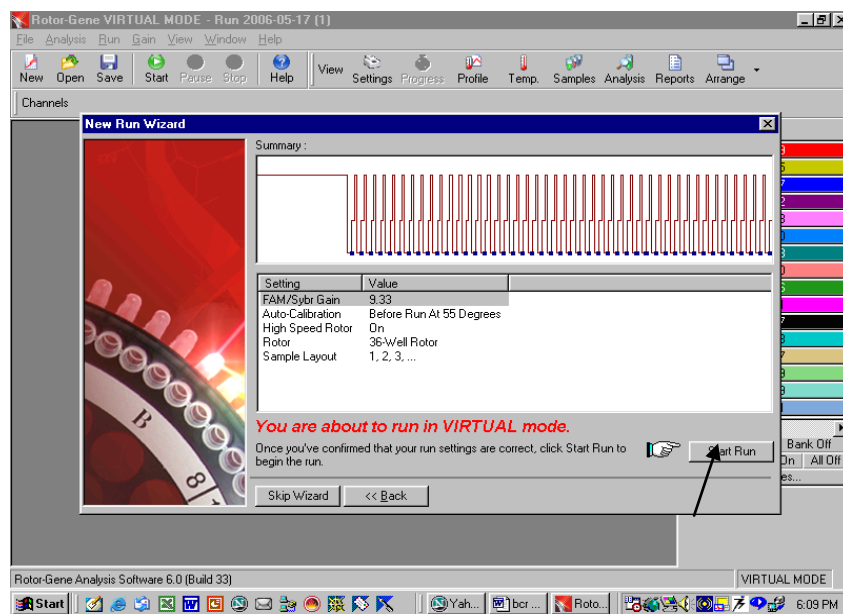 Rotor-Gene VIRTUAL MODE - Run 2006-05-17 (1)
File Analysis Run Gain View Window Help
New Open Save Start Pause Stop Help View Settings Progress Profile Temp. Samples Analysis Reports Arrange
Channels
New Run Wizard
Summary :
Setting Value
FAM/Sybr Gain 9.33
Auto-Calibration Before Run At 55 Degrees
High Speed Rotor On
Rotor 36-Well Rotor
Sample Layout 1, 2, 3, ...
You are about to run in VIRTUAL mode.
Once you've confirmed that your run settings are correct, click Start Run to
begin the run.
Start Run
Skip Wizard << Back
B
8
Bank Off
On All Off
es...
Rotor-Gene Analysis Software 6.0 (Build 33) VIRTUAL MODE
Start Yah... bcr ... Roto... 6:09 PM